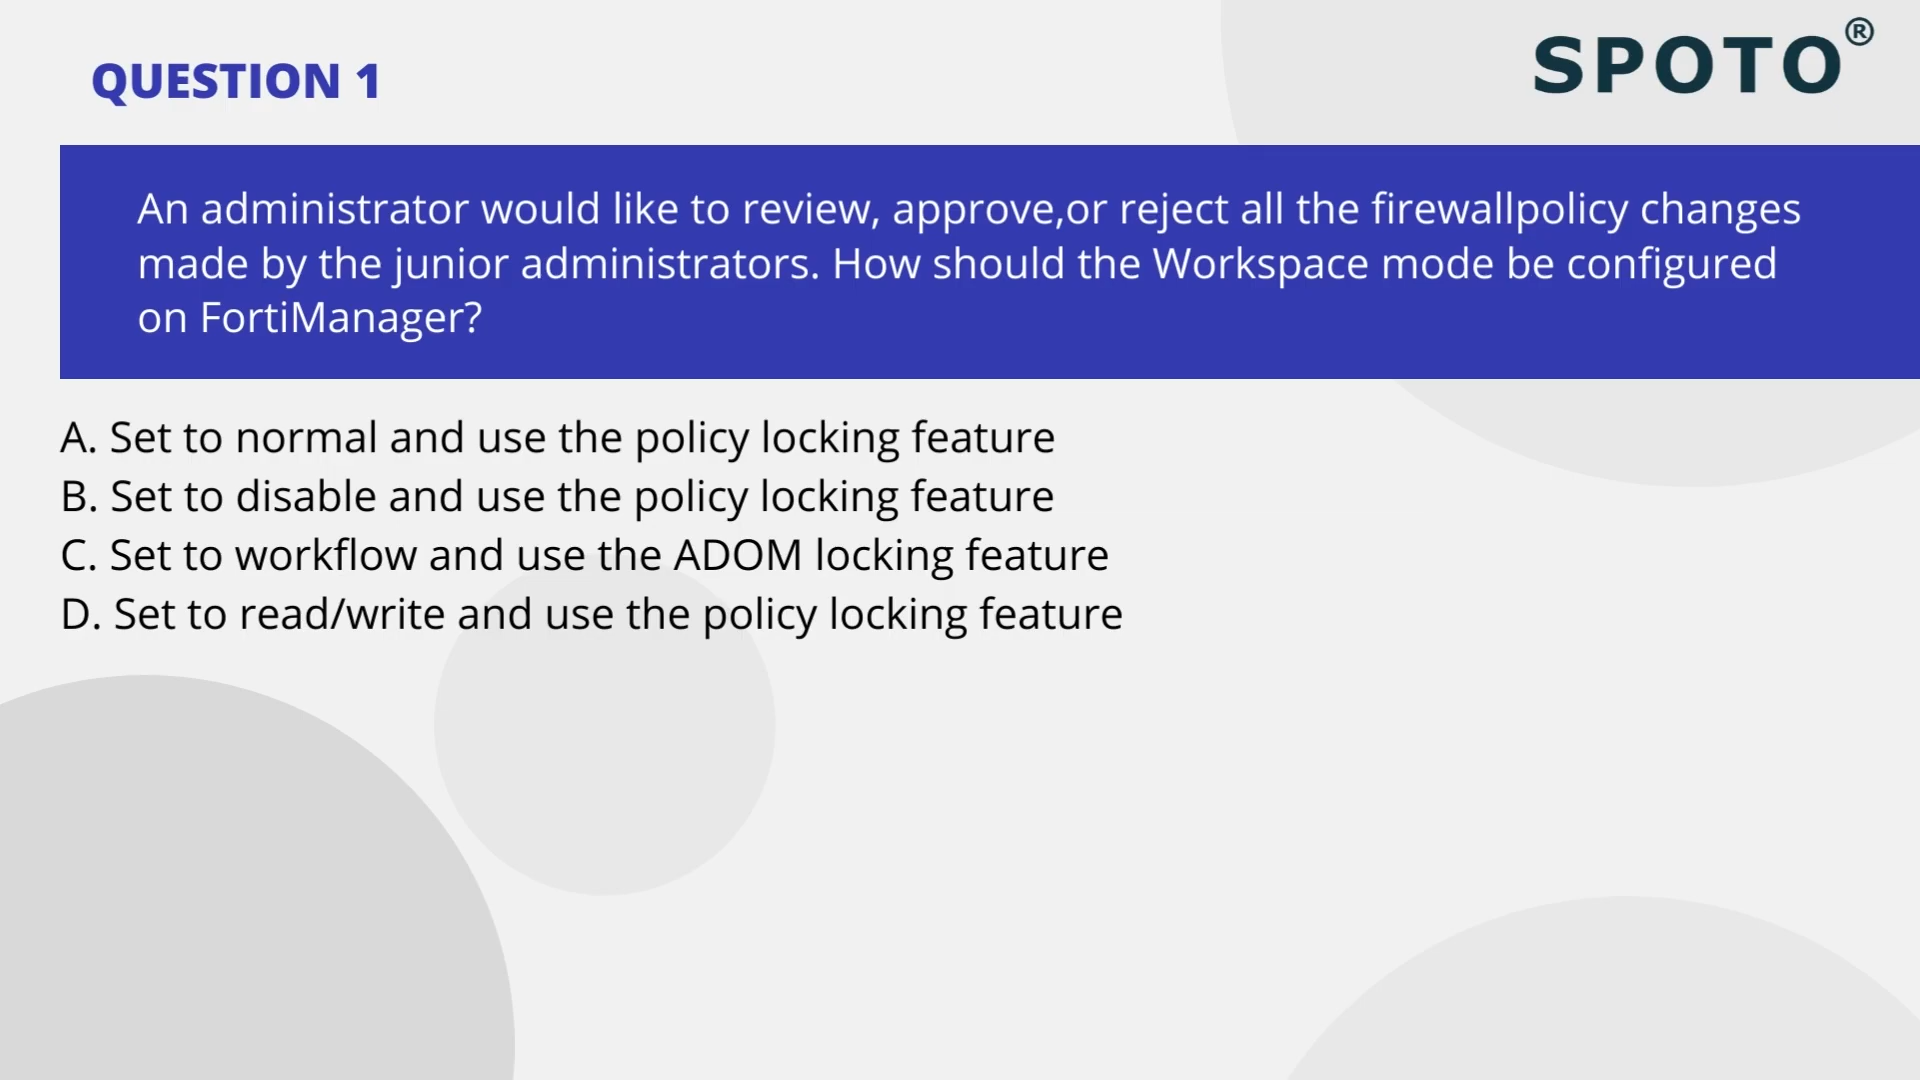 QUESTION 1
SPOTO®
An administrator would like to review, approve,or reject all the firewallpolicy changes
made by the junior administrators. How should the Workspace mode be configured
on FortiManager?
A. Set to normal and use the policy locking feature
B. Set to disable and use the policy locking feature
C. Set to workflow and use the ADOM locking feature
D. Set to read/write and use the policy locking feature